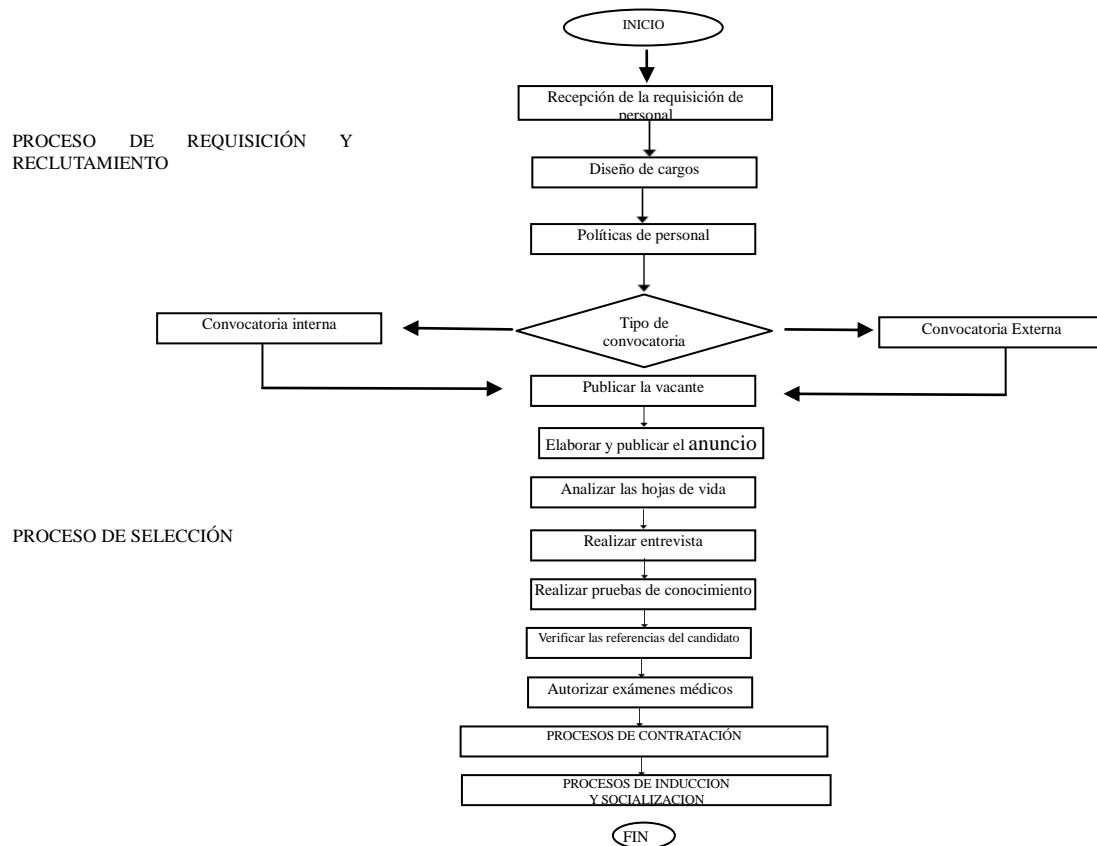 INICIO
Recepción de la requisición de
personal
PROCESO DE REQUISICIÓN Y
RECLUTAMIENTO
Diseño de cargos
Políticas de personal
Convocatoria interna
Tipo de
convocatoria
Convocatoria Externa
Publicar la vacante
Elaborar y publicar el anuncio
Analizar las hojas de vida
PROCESO DE SELECCIÓN
Realizar entrevista
Realizar pruebas de conocimiento
Verificar las referencias del candidato
Autorizar exámenes médicos
PROCESOS DE CONTRATACIÓN
PROCESOS DE INDUCCION
Y SOCIALIZACION
FIN